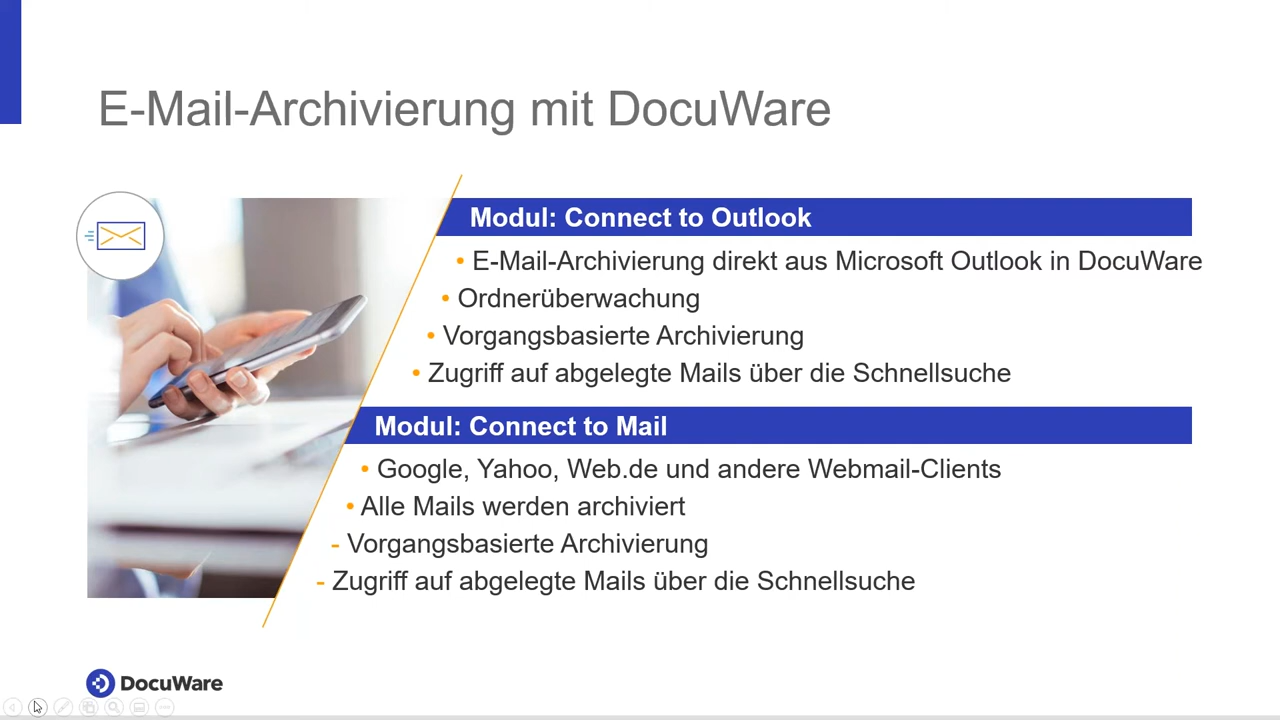 E-Mail-Archivierung mit DocuWare
Modul: Connect to Outlook
• E-Mail-Archivierung direkt aus Microsoft Outlook in DocuWare
• Ordnerüberwachung
• Vorgangsbasierte Archivierung
• Zugriff auf abgelegte Mails über die Schnellsuche
Modul: Connect to Mail
• Google, Yahoo, Web.de und andere Webmail-Clients
• Alle Mails werden archiviert
- Vorgangsbasierte Archivierung
- Zugriff auf abgelegte Mails über die Schnellsuche
DocuWare